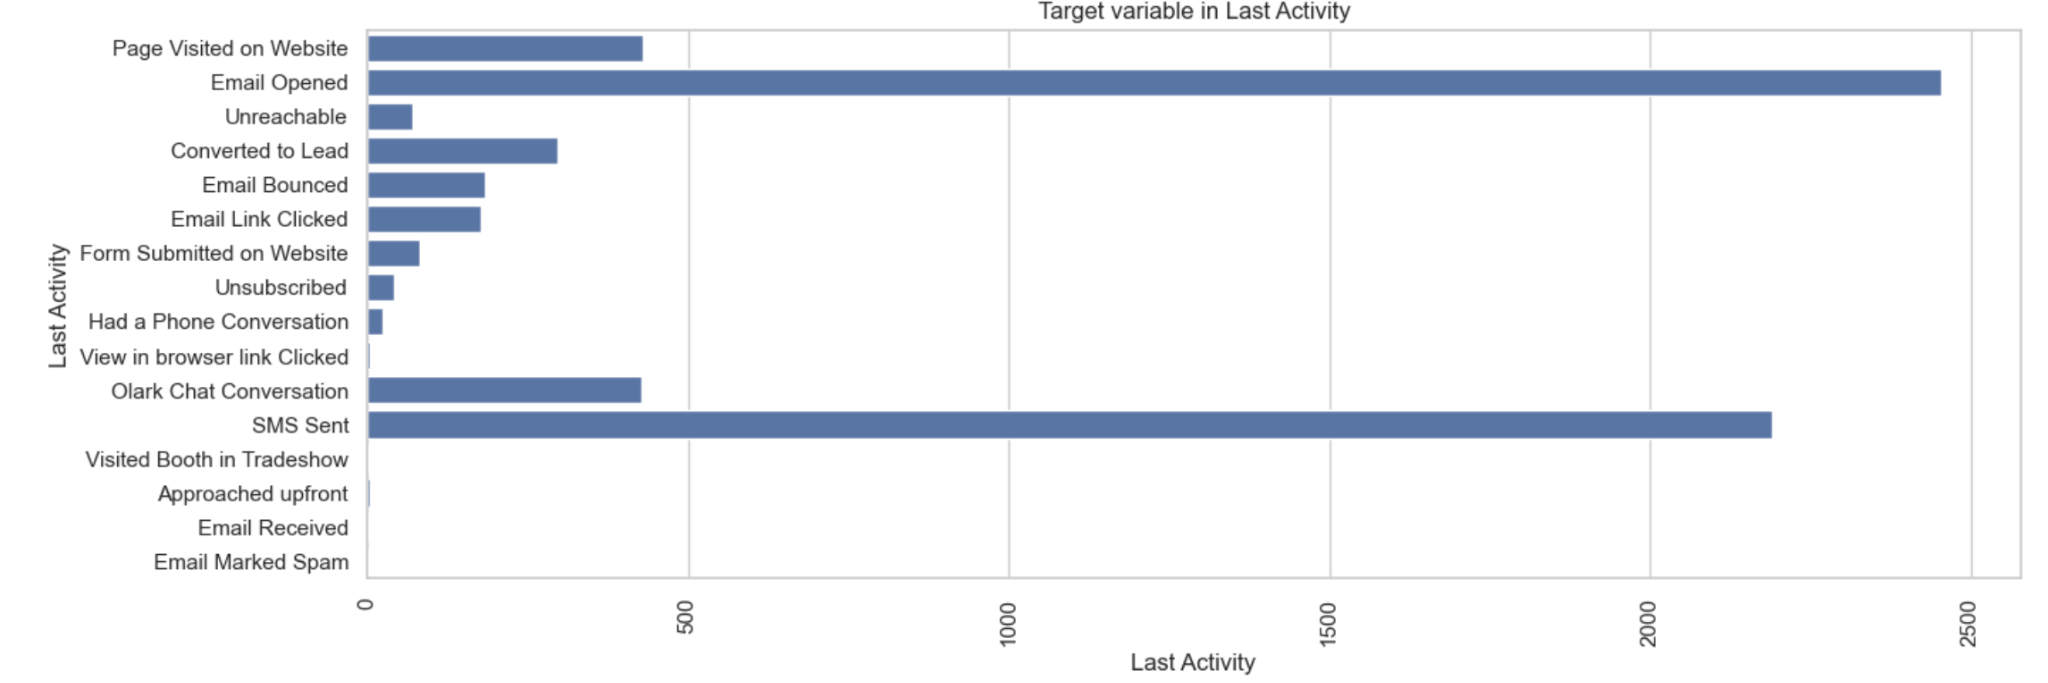 Target variable in Last Activity
Page Visited on Website
Email Opened
Unreachable
Converted to Lead
Email Bounced
Email Link Clicked
Form Submitted on Website
Unsubscribed
Had a Phone Conversation
View in browser link Clicked
Olark Chat Conversation
SMS Sent
Visited Booth in Tradeshow
Approached upfront
Email Received
Email Marked Spam
Last Activity
0
500
1000
1500
2000
2500
Last Activity